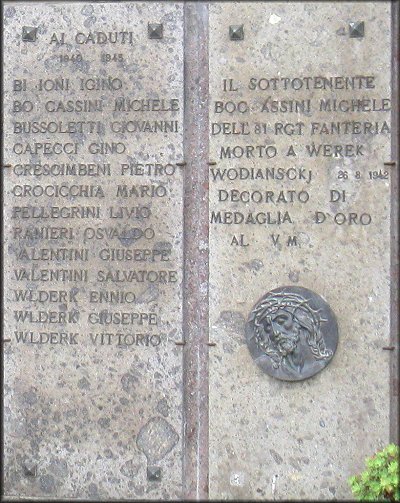 AI CADUTI
1940 1945
BI IONI IGINO
BO CASSINI MICHELE
BUSSOLETTI GIOVANNI
CAPECCI GINO
CRESCIMBENI PIETRO
CROCICCHIA MARIO
PELLEGRINI LIVIO
RANIERI OSVALDO
VALENTINI GIUSEPPE
VALENTINI SALVATORE
WLDERK ENNIO
WLDERK GIUSEPPE
WLDERK VITTORIO
IL SOTTOTENENTE
BOC ASSINI MICHELE
DELL'81 RGT FANTERIA
MORTO A WEREK
WODIANSCKJ 26 8 1942
DECORATO DI
MEDAGLIA D'ORO
AL V M